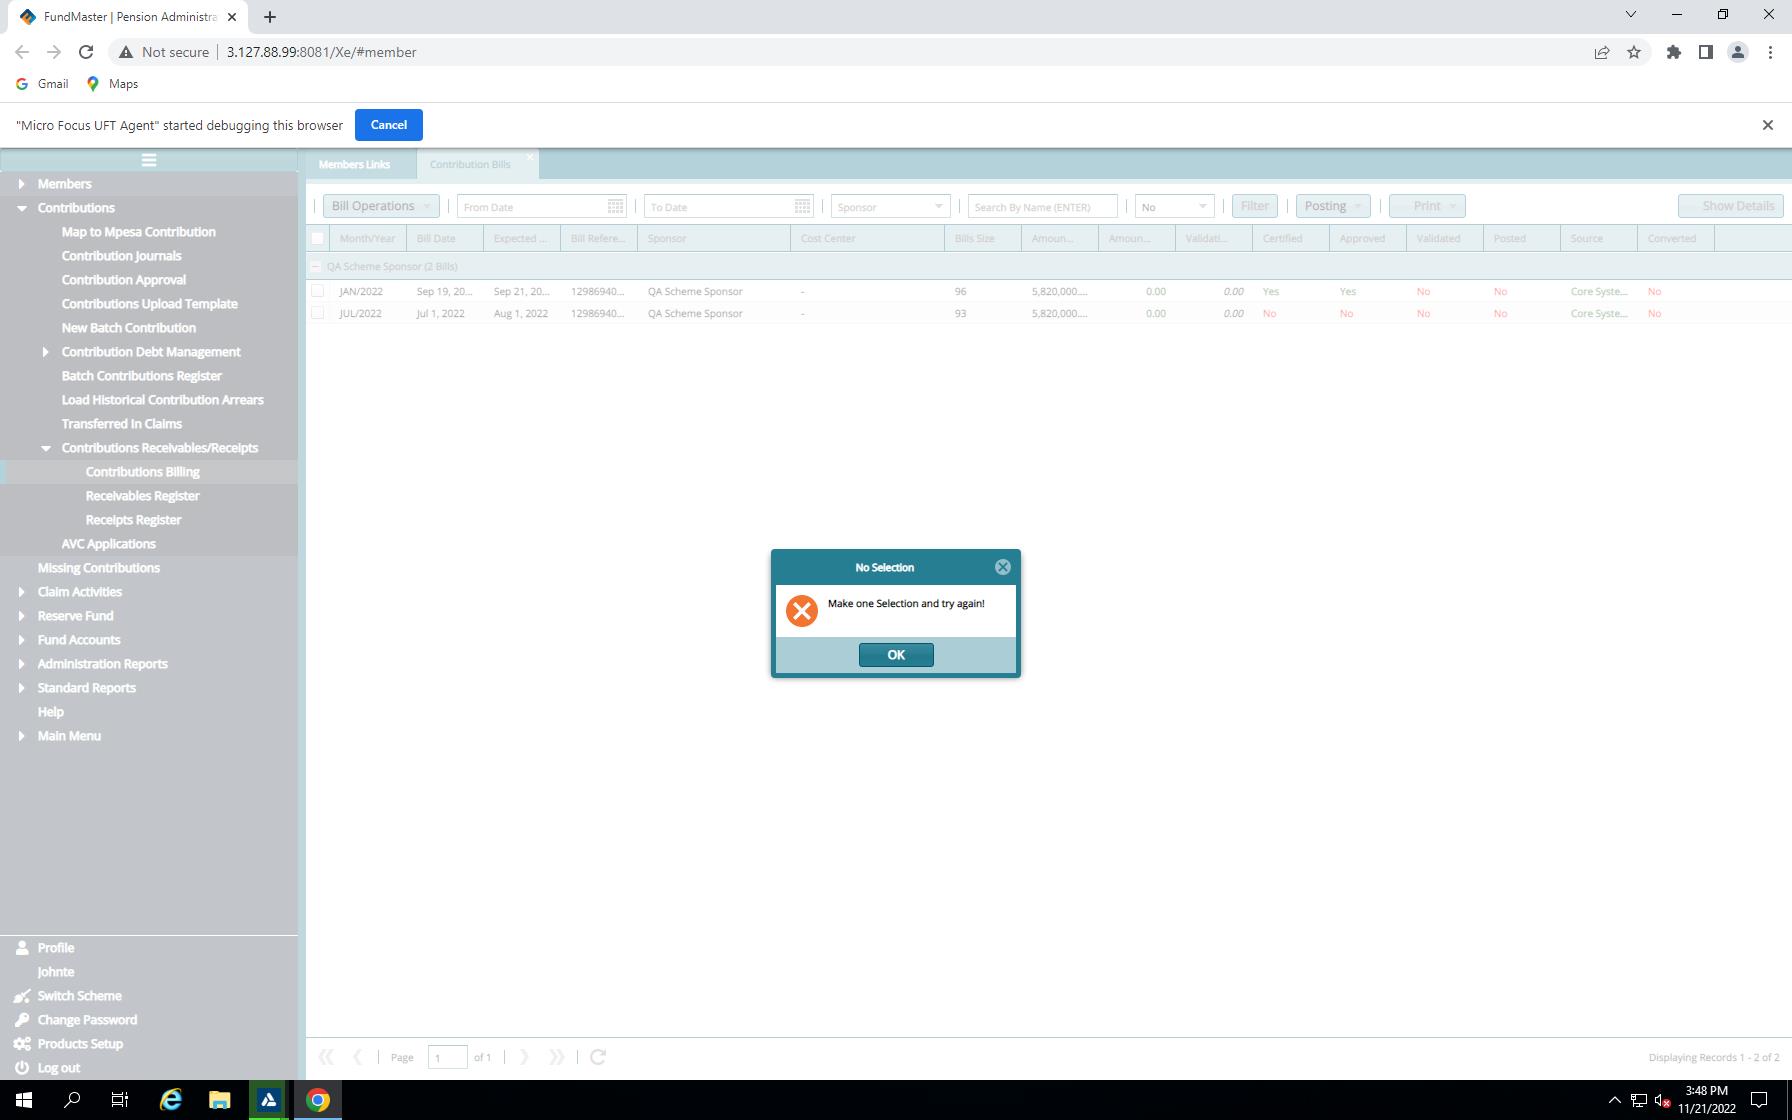 FundMaster | Pension Administra
Not secure
3.127.88.99:8081/Xe/#member
Gmail
Maps
"Micro Focus UFT Agent" started debugging this browser
Cancel
Members
Contributions
Map to Mpesa Contribution
Contribution Journals
Contribution Approval
Contributions Upload Template
New Batch Contribution
Contribution Debt Management
Batch Contributions Register
Load Historical Contribution Arrears
Transferred In Claims
Contributions Receivables/Receipts
Contributions Billing
Receivables Register
Receipts Register
AVC Applications
Missing Contributions
Claim Activities
Reserve Fund
Fund Accounts
Administration Reports
Standard Reports
Help
Main Menu
Profile
Johnte
Switch Scheme
Change Password
Products Setup
Log out
Members Links
Contribution Bills
Bill Operations
From Date
To Date
Sponsor
Search By Name (ENTER)
No
Filter
Posting
Print
Show Details
Month/Year Bill Date Expected ... Bill Refere... Sponsor Cost Center Bills Size Amoun... Amoun... Validati... Certified Approved Validated Posted Source Converted
QA Scheme Sponsor (2 Bills)
JAN/2022 Sep 19, 20... Sep 21, 20... 12986940... QA Scheme Sponsor - 96 5,820,000.... 0.00 0.00 Yes Yes No No Core Syste... No
JUL/2022 Jul 1, 2022 Aug 1, 2022 12986940... QA Scheme Sponsor - 93 5,820,000.... 0.00 0.00 No No No No Core Syste... No
No Selection
Make one Selection and try again!
OK
Page 1 of 1
Displaying Records 1 - 2 of 2
3:48 PM
11/21/2022